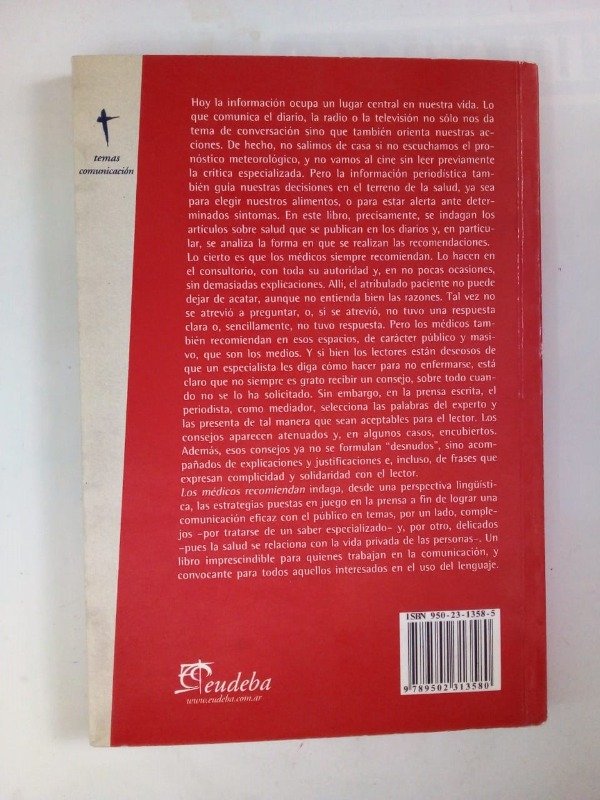 temas
comunicación
Hoy la información ocupa un lugar central en nuestra vida. Lo
que comunica el diario, la radio o la televisión no sólo nos da
tema de conversación sino que también orienta nuestras ac-
ciones. De hecho, no salimos de casa si no escuchamos el pro-
nóstico meteorológico, y no vamos al cine sin leer previamente
la crítica especializada. Pero la información periodística tam-
bién guía nuestras decisiones en el terreno de la salud, ya sea
para elegir nuestros alimentos, o para estar alerta ante deter-
minados síntomas. En este libro, precisamente, se indagan los
artículos sobre salud que se publican en los diarios y, en particu-
lar, se analiza la forma en que se realizan las recomendaciones.
Lo cierto es que los médicos siempre recomiendan. Lo hacen en
el consultorio, con toda su autoridad y, en no pocas ocasiones,
sin demasiadas explicaciones. Allí, el atribulado paciente no puede
dejar de acatar, aunque no entienda bien las razones. Tal vez no
se atrevió a preguntar, o, si se atrevió, no tuvo una respuesta
clara o, sencillamente, no tuvo respuesta. Pero los médicos tam-
bién recomiendan en esos espacios, de carácter público y masi-
vo, que son los medios. Y si bien los lectores están deseosos de
que un especialista les diga como hacer para no enfermarse, está
claro que no siempre es grato recibir un consejo, sobre todo cuan-
do no se lo ha solicitado. Sin embargo, en la prensa escrita, el
periodista, como mediador, selecciona las palabras del experto y
las presenta de tal manera que sean aceptables para el lector. Los
consejos aparecen atenuados y, en algunos casos, encubiertos.
Además, esos consejos ya no se formulan "desnudos", sino acom-
pañados de explicaciones y justificaciones e, incluso, de frases que
expresan complicidad y solidaridad con el lector.
Los médicos recomiendan indaga, desde una perspectiva lingüísti-
ca, las estrategias puestas en juego en la prensa a fin de lograr una
comunicación eficaz con el público en temas, por un lado, comple-
jos –por tratarse de un saber especializado– y, por otro, delicados
–pues la salud se relaciona con la vida privada de las personas–. Un
libro imprescindible para quienes trabajan en la comunicación, y
convocante para todos aquellos interesados en el uso del lenguaje.
ISBN 950-23-1358-5
9 789502 313580
eudeba
www.eudeba.com.ar